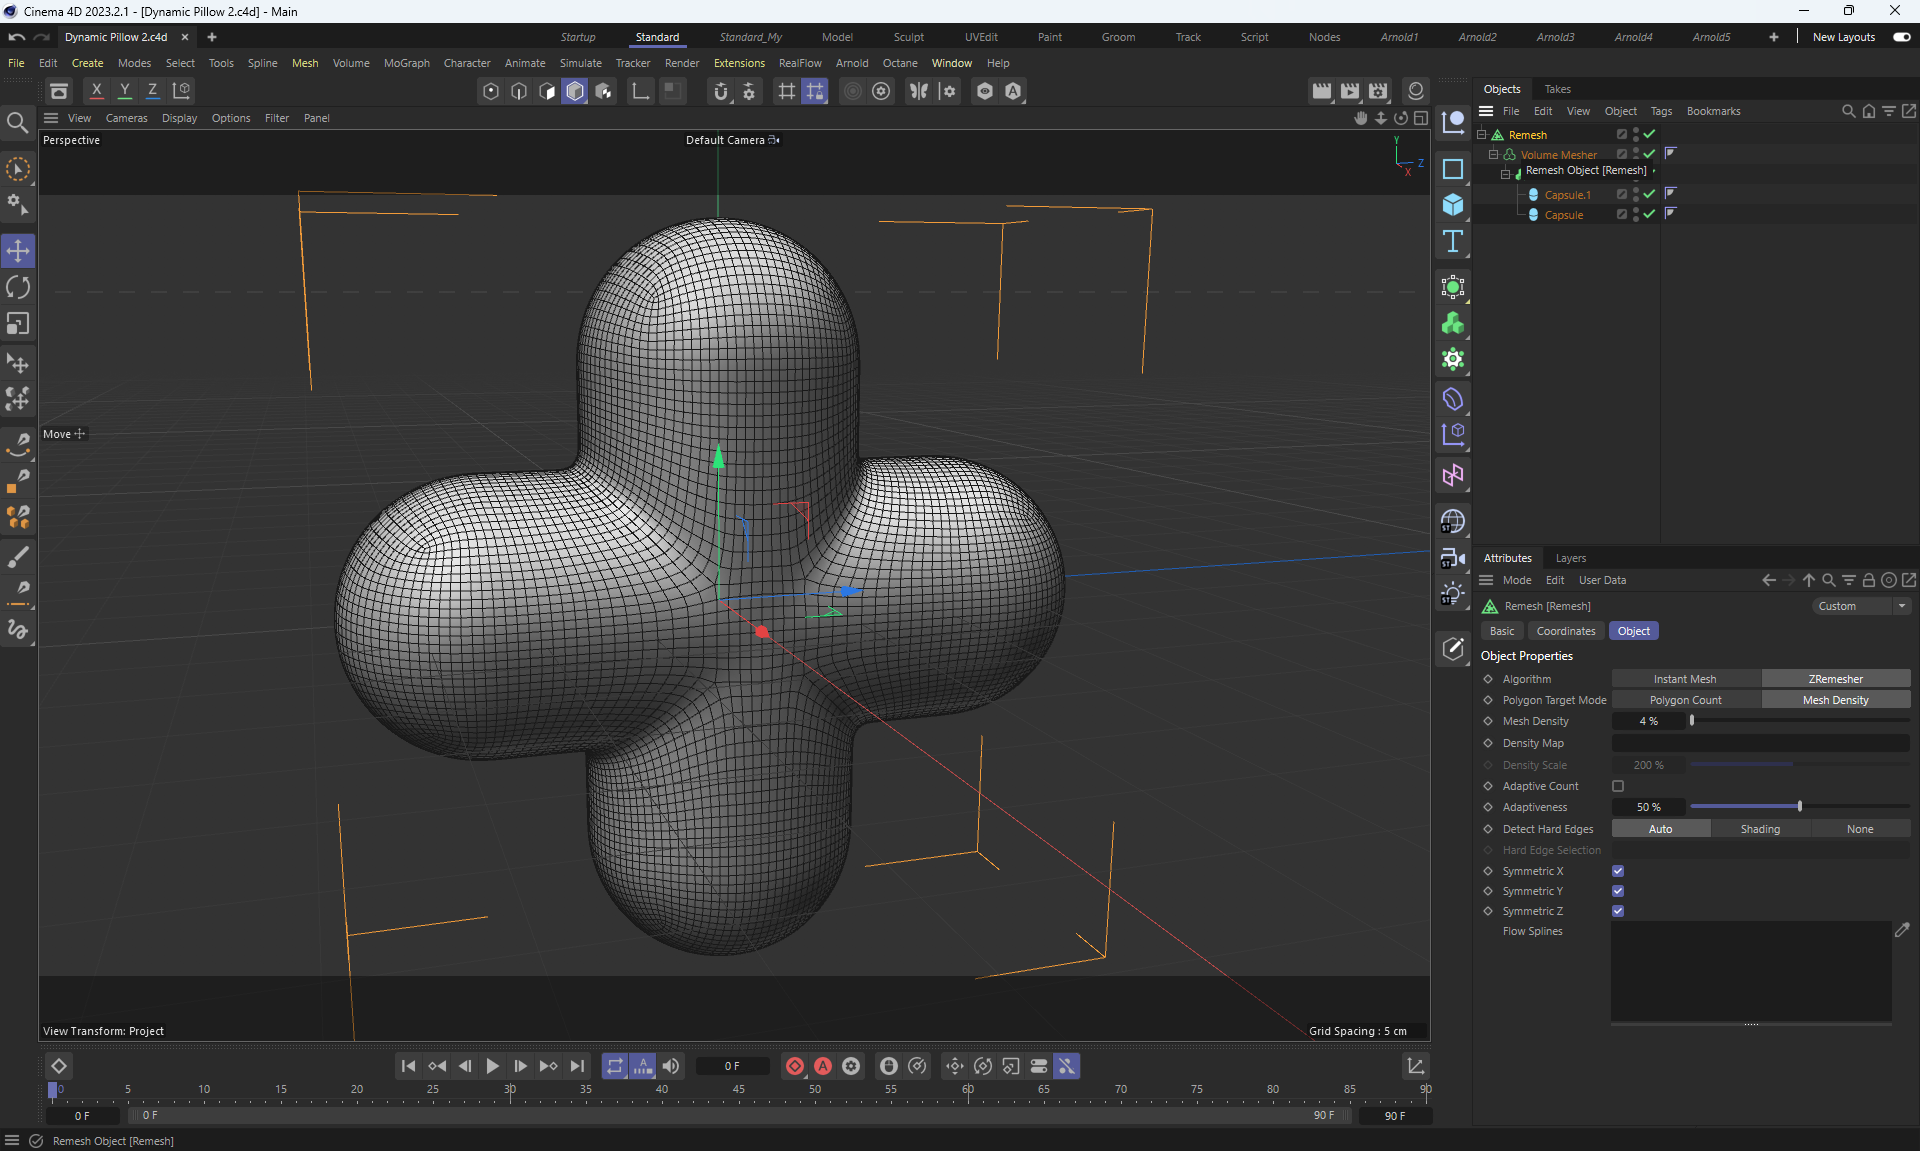 Cinema 4D 2023.2.1 - [Dynamic Pillow 2.c4d] - Main
Dynamic Pillow 2.c4d
Startup Standard Standard_My Model Sculpt UVEdit Paint Groom Track Script Nodes Arnold1 Arnold2 Arnold3 Arnold4 Arnold5 New Layouts
File Edit Create Modes Select Tools Spline Mesh Volume MoGraph Character Animate Simulate Tracker Render Extensions RealFlow Arnold Octane Window Help
X Y Z
View Cameras Display Options Filter Panel
Perspective
Default Camera
Y
Z
X
Move
View Transform: Project
Grid Spacing : 5 cm
Objects Takes
File Edit View Object Tags Bookmarks
Remesh
Volume Mesher
Remesh Object [Remesh]
Capsule.1
Capsule
ST
ST
ST
Attributes Layers
Mode Edit User Data
Remesh [Remesh]
Custom
Basic Coordinates Object
Object Properties
Algorithm Instant Mesh ZRemesher
Polygon Target Mode Polygon Count Mesh Density
Mesh Density 4 %
Density Map
Density Scale 200 %
Adaptive Count
Adaptiveness 50 %
Detect Hard Edges Auto Shading None
Hard Edge Selection
Symmetric X
Symmetric Y
Symmetric Z
Flow Splines
0 F
0 5 10 15 20 25 30 35 40 45 50 55 60 65 70 75 80 85 90
0 F 0 F 90 F 90 F
Remesh Object [Remesh]